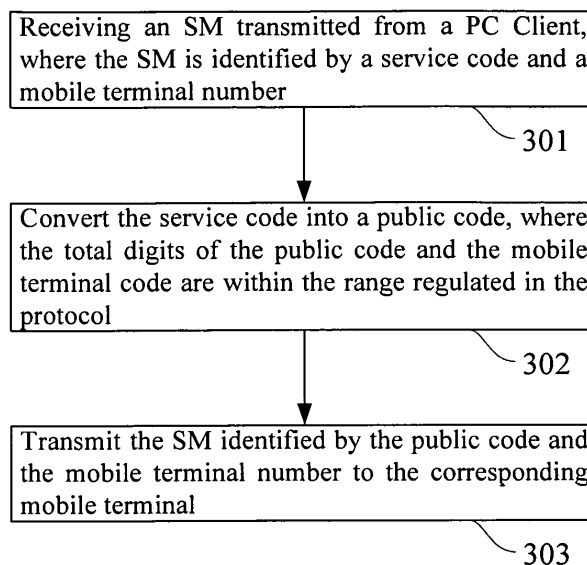 Receiving an SM transmitted from a PC Client,
where the SM is identified by a service code and a
mobile terminal number
301
Convert the service code into a public code, where
the total digits of the public code and the mobile
terminal code are within the range regulated in the
protocol
302
Transmit the SM identified by the public code and
the mobile terminal number to the corresponding
mobile terminal
303